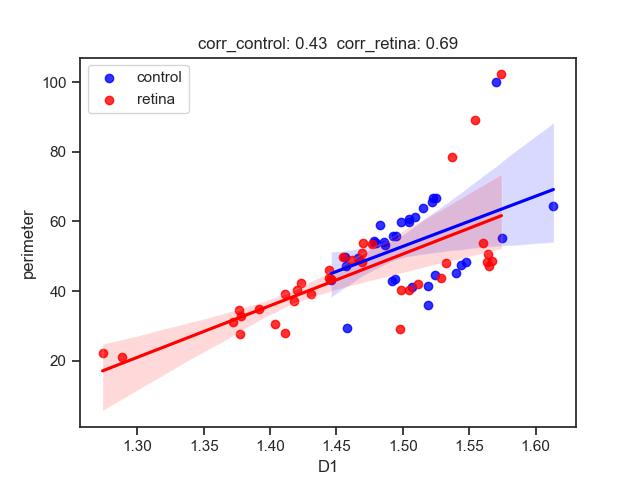 corr_control: 0.43  corr_retina: 0.69
control
retina
100
80
60
40
20
perimeter
1.30 1.35 1.40 1.45 1.50 1.55 1.60
D1